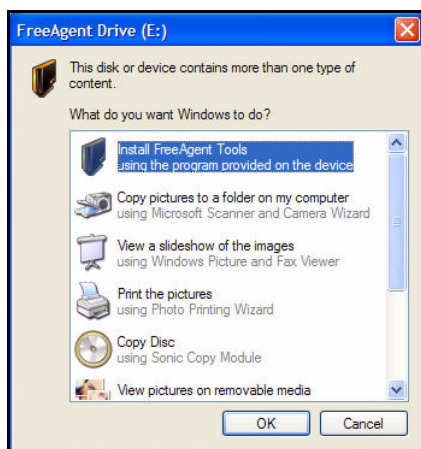 FreeAgent Drive (E:)
This disk or device contains more than one type of
content.
What do you want Windows to do?
Install FreeAgent Tools
using the program provided on the device
Copy pictures to a folder on my computer
using Microsoft Scanner and Camera Wizard
View a slideshow of the images
using Windows Picture and Fax Viewer
Print the pictures
using Photo Printing Wizard
Copy Disc
using Sonic Copy Module
View pictures on removable media
OK
Cancel